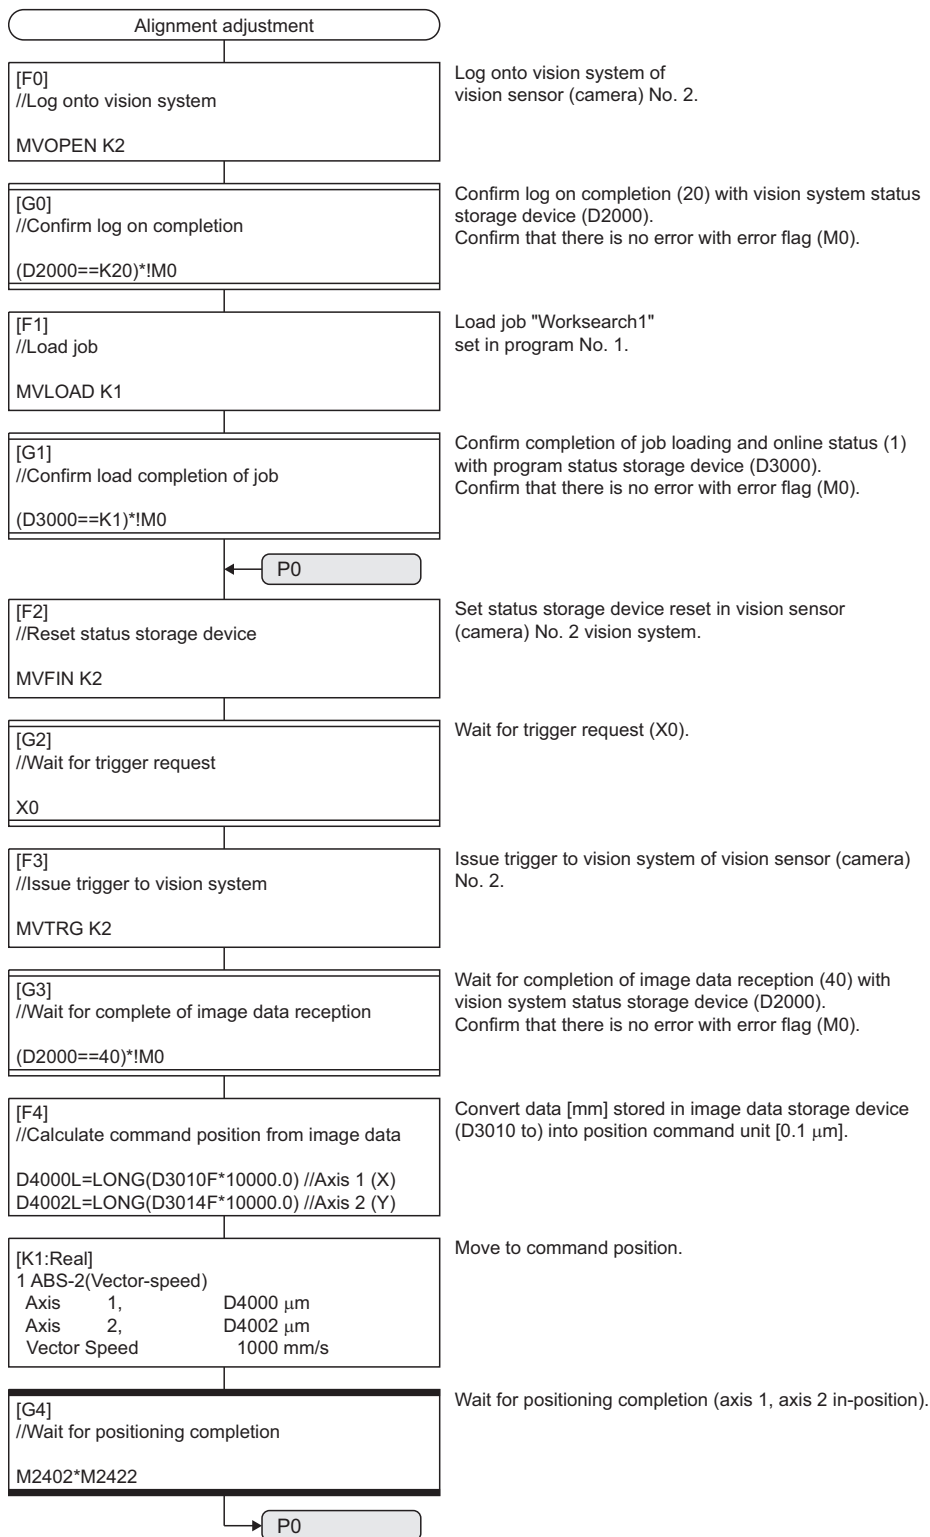 Alignment adjustment
[F0]
//Log onto vision system
MVOPEN K2
Log onto vision system of
vision sensor (camera) No. 2.
[G0]
//Confirm log on completion
(D2000==K20)*!M0
Confirm log on completion (20) with vision system status
storage device (D2000).
Confirm that there is no error with error flag (M0).
[F1]
//Load job
MVLOAD K1
Load job "Worksearch1"
set in program No. 1.
[G1]
//Confirm load completion of job
(D3000==K1)*!M0
Confirm completion of job loading and online status (1)
with program status storage device (D3000).
Confirm that there is no error with error flag (M0).
P0
[F2]
//Reset status storage device
MVFIN K2
Set status storage device reset in vision sensor
(camera) No. 2 vision system.
[G2]
//Wait for trigger request
X0
Wait for trigger request (X0).
[F3]
//Issue trigger to vision system
MVTRG K2
Issue trigger to vision system of vision sensor (camera)
No. 2.
[G3]
//Wait for complete of image data reception
(D2000==40)*!M0
Wait for completion of image data reception (40) with
vision system status storage device (D2000).
Confirm that there is no error with error flag (M0).
[F4]
//Calculate command position from image data
D4000L=LONG(D3010F*10000.0) //Axis 1 (X)
D4002L=LONG(D3014F*10000.0) //Axis 2 (Y)
Convert data [mm] stored in image data storage device
(D3010 to) into position command unit [0.1 μm].
[K1:Real]
1 ABS-2(Vector-speed)
Axis 1, D4000 μm
Axis 2, D4002 μm
Vector Speed 1000 mm/s
Move to command position.
[G4]
//Wait for positioning completion
M2402*M2422
Wait for positioning completion (axis 1, axis 2 in-position).
P0